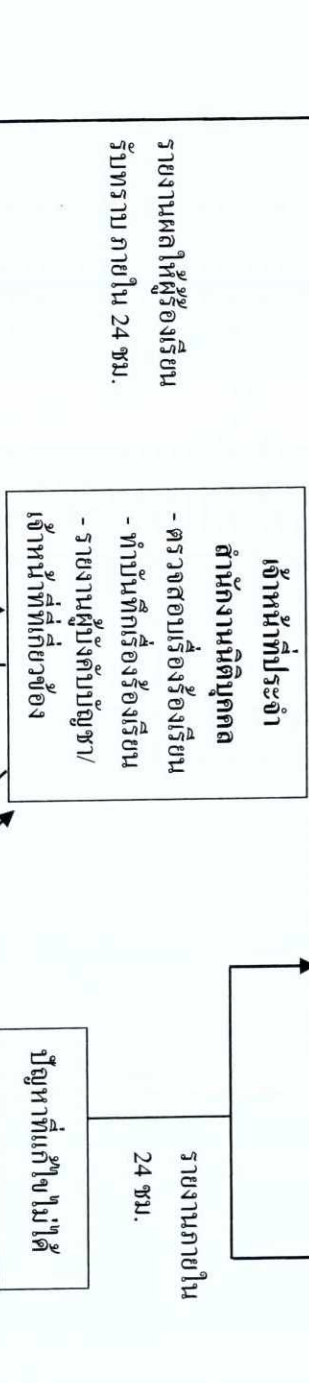 รายงานผลให้ผู้ร้องเรียน
รับทราบ ภายใน 24 ชม.
เจ้าหน้าที่ประจำ
สำนักงานนิติบุคคล
- ตรวจสอบเรื่องร้องเรียน
- ทำบันทึกเรื่องร้องเรียน
- รายงานผู้บังคับบัญชา/
เจ้าหน้าที่ที่เกี่ยวข้อง
รายงานภายใน
24 ชม.
ปัญหาที่แก้ไขไม่ได้